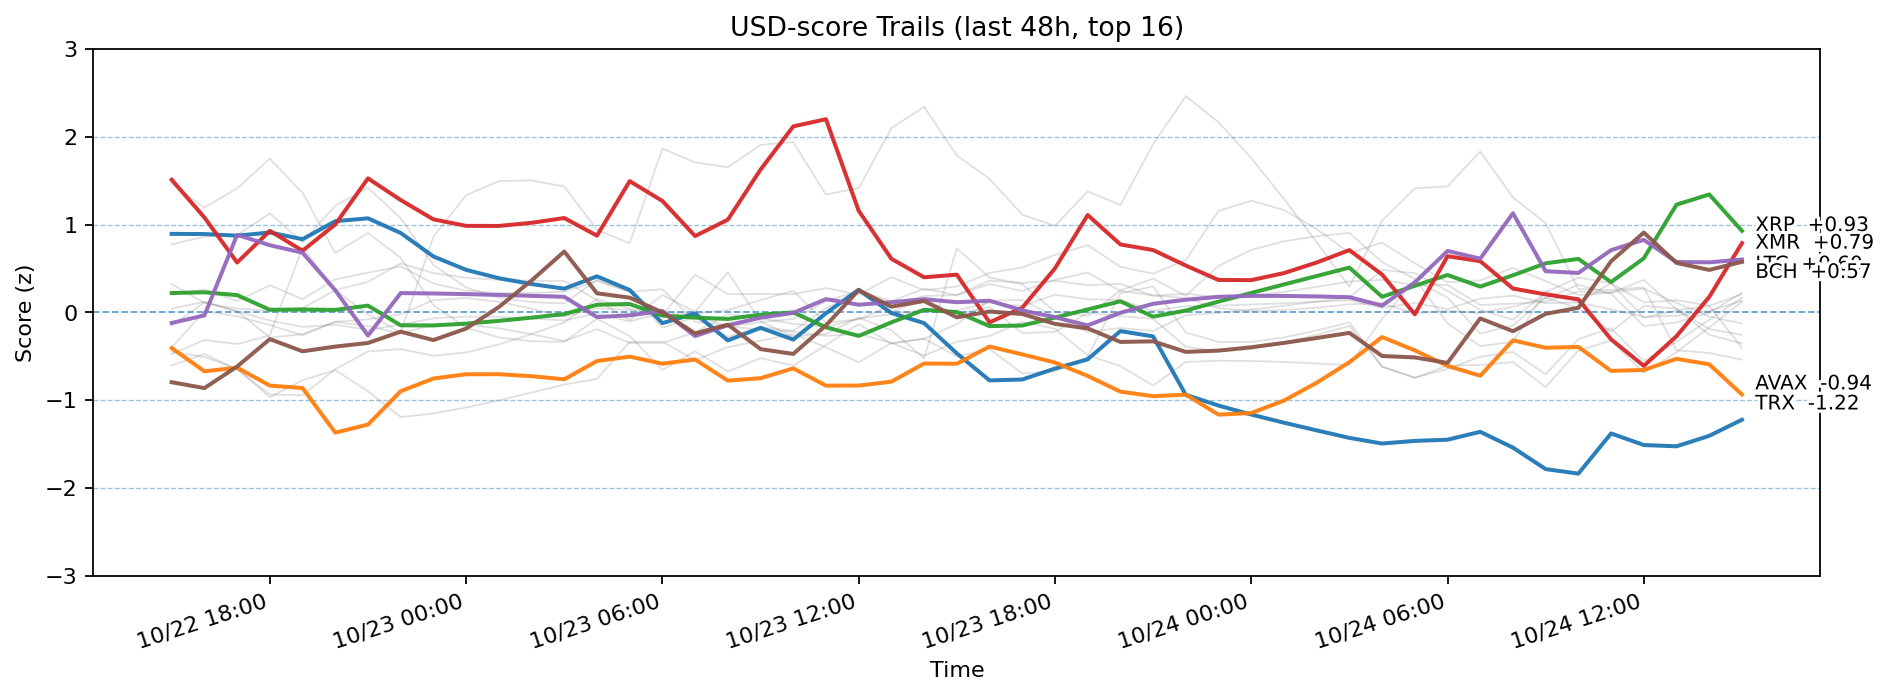 USD-score Trails (last 48h, top 16)
3
2
1
0
−1
−2
−3
Score (z)
XRP +0.93
XMR +0.79
BCH +0.57
AVAX -0.94
TRX -1.22
10/22 18:00
10/23 00:00
10/23 06:00
10/23 12:00
10/23 18:00
10/24 00:00
10/24 06:00
10/24 12:00
Time